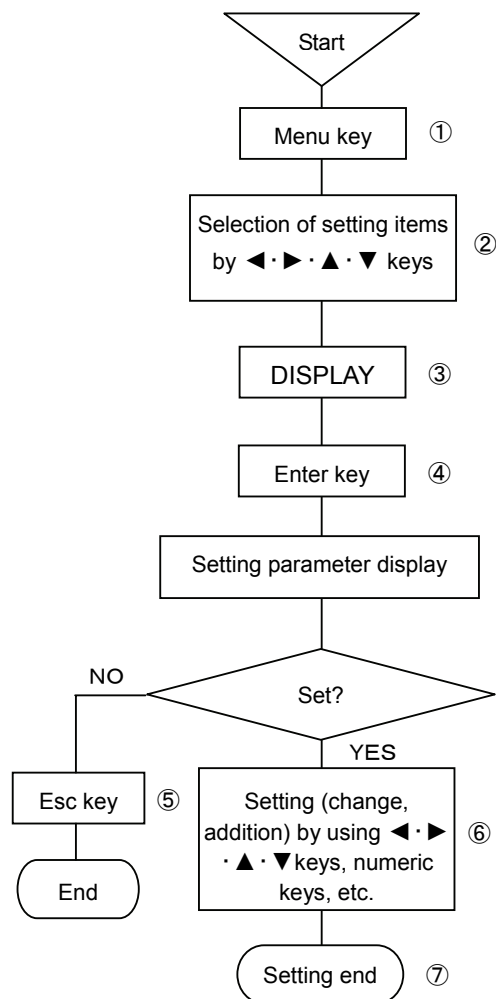 Start
Menu key ①
Selection of setting items ②
by ◀・▶・▲・▼ keys
DISPLAY ③
Enter key ④
Setting parameter display
NO
Set?
YES
Esc key ⑤
End
Setting (change,
addition) by using ◀・▶ ⑥
・▲・▼keys, numeric
keys, etc.
Setting end ⑦